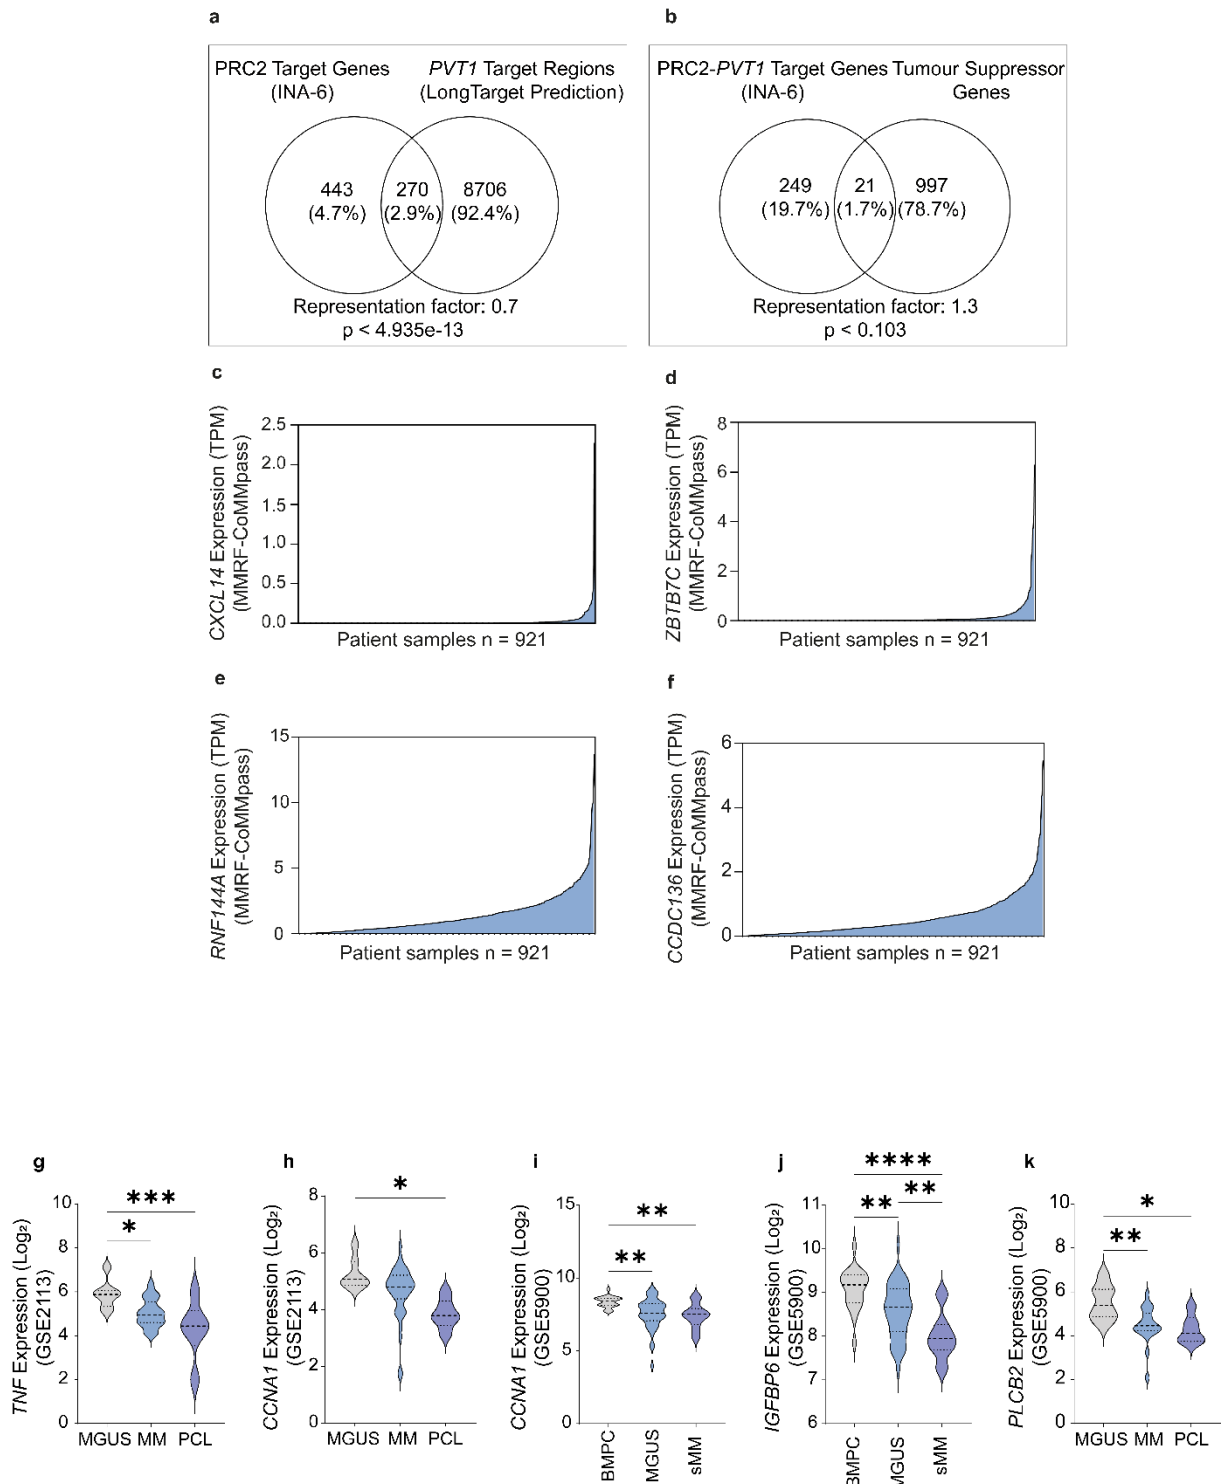 a
b
PRC2 Target Genes
(INA-6)
PVT1 Target Regions
(LongTarget Prediction)
443
(4.7%)
270
(2.9%)
8706
(92.4%)
Representation factor: 0.7
p < 4.935e-13
PRC2-PVT1 Target Genes
(INA-6)
Tumour Suppressor
Genes
249
(19.7%)
21
(1.7%)
997
(78.7%)
Representation factor: 1.3
p < 0.103
c
CXCL14 Expression (TPM)
(MMRF-CoMMpass)
2.5
2.0
1.5
1.0
0.5
0.0
Patient samples n = 921
d
ZBTB7C Expression (TPM)
(MMRF-CoMMpass)
8
6
4
2
0
Patient samples n = 921
e
RNF144A Expression (TPM)
(MMRF-CoMMpass)
15
10
5
0
Patient samples n = 921
f
CCDC136 Expression (TPM)
(MMRF-CoMMpass)
6
4
2
0
Patient samples n = 921
g
TNF Expression (Log₂)
(GSE2113)
10
8
6
4
2
0
***
*
MGUS MM PCL
h
CCNA1 Expression (Log₂)
(GSE2113)
8
6
4
2
0
*
MGUS MM PCL
i
CCNA1 Expression (Log₂)
(GSE5900)
15
10
5
0
**
**
BMPC
MGUS
sMM
j
IGFBP6 Expression (Log₂)
(GSE5900)
11
10
9
8
7
6
****
** **
BMPC
MGUS
sMM
k
PLCB2 Expression (Log₂)
(GSE5900)
10
8
6
4
2
0
*
**
MGUS MM PCL